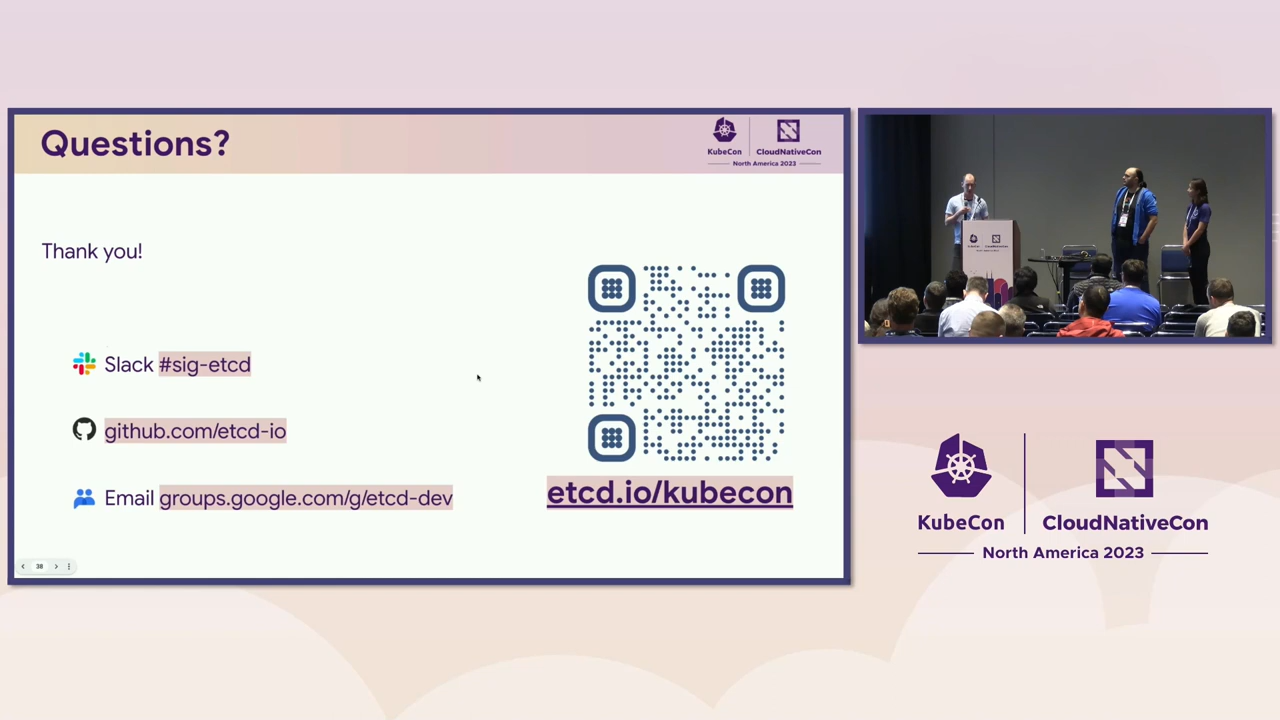 Questions?
KubeCon
CloudNativeCon
North America 2023
Thank you!
Slack #sig-etcd
github.com/etcd-io
Email groups.google.com/g/etcd-dev
etcd.io/kubecon
38
KubeCon
CloudNativeCon
North America 2023